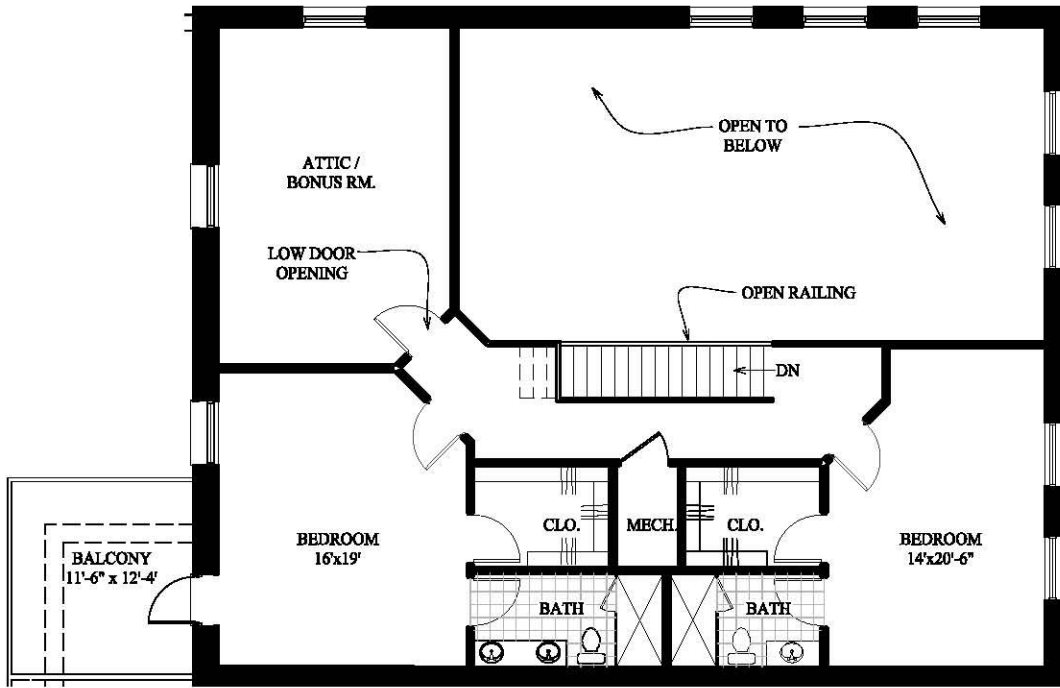 ATTIC /
BONUS RM.
OPEN TO
BELOW
LOW DOOR
OPENING
OPEN RAILING
DN
BALCONY
11'-6" x 12'-4'
BEDROOM
16'x19'
CLO.
MECH.
CLO.
BEDROOM
14'x20'-6"
BATH
BATH